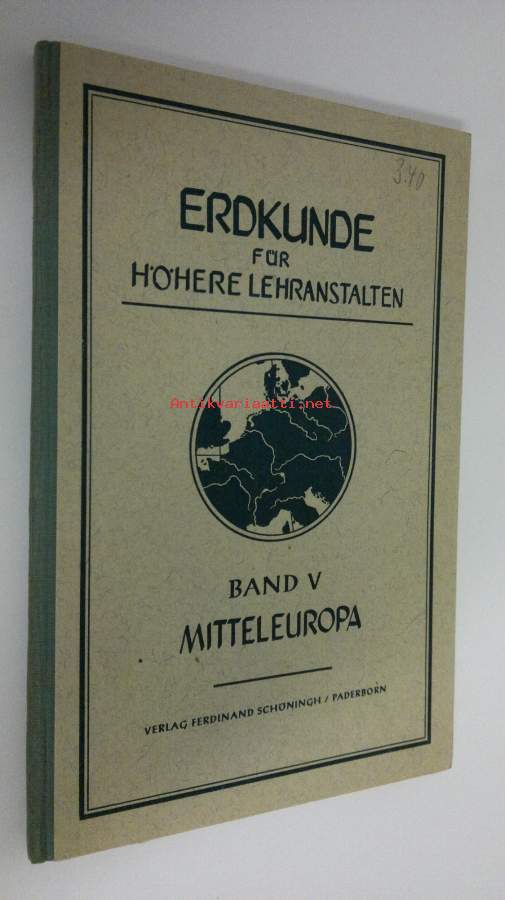 3.40
ERDKUNDE
FÜR
HÖHERE LEHRANSTALTEN
Antikvariaatti.net
BAND V
MITTELEUROPA
VERLAG FERDINAND SCHÖNINGH / PADERBORN